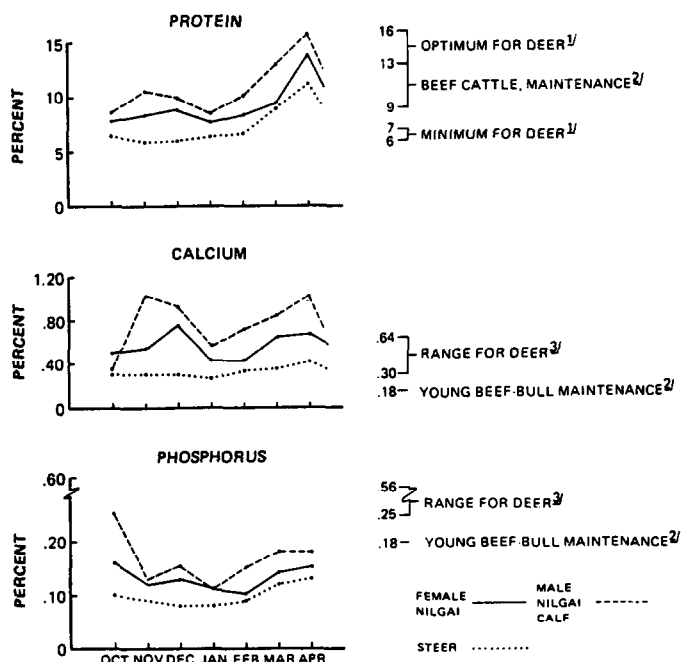 PROTEIN
15
10
5
0
PERCENT
16
13
9
7
6
OPTIMUM FOR DEER1/
BEEF CATTLE, MAINTENANCE2/
MINIMUM FOR DEER1/
CALCIUM
1.20
.80
.40
0
PERCENT
.64
.30
.18
RANGE FOR DEER3/
YOUNG BEEF-BULL MAINTENANCE2/
PHOSPHORUS
.60
.20
.10
0
PERCENT
.56
.25
.18
RANGE FOR DEER3/
YOUNG BEEF-BULL MAINTENANCE2/
FEMALE NILGAI
MALE NILGAI CALF
STEER
OCT NOV DEC JAN FEB MAR APR